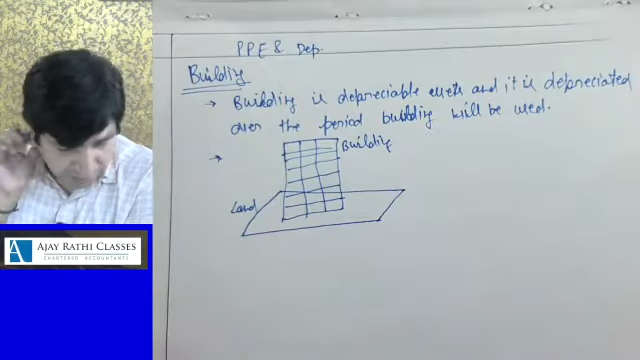 PPE & Dep.
Building
→ Building is depreciable assets and it is depreciated
over the period building will be used.
→
Building
Land
A
AJAY RATHI CLASSES
CHARTERED ACCOUNTANTS